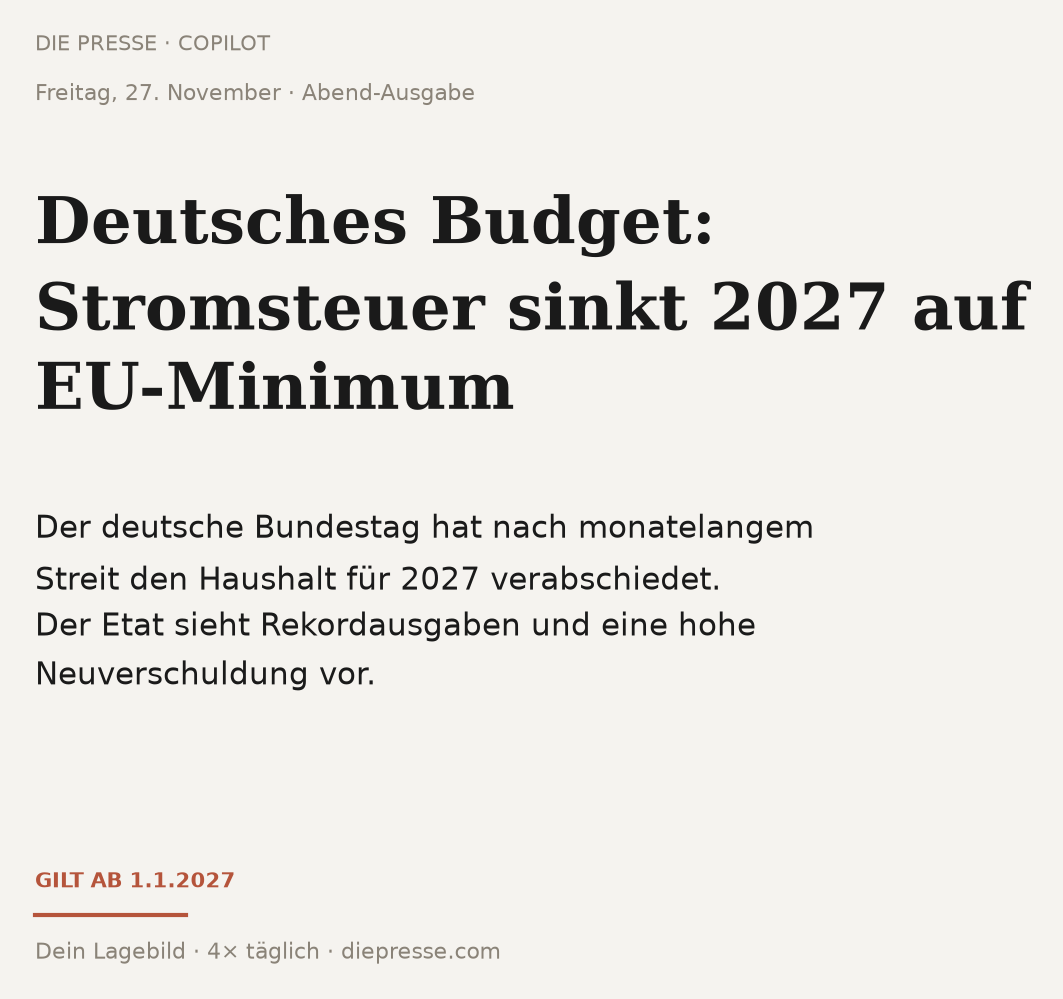 DIE PRESSE · COPILOT
Freitag, 27. November · Abend-Ausgabe
Deutsches Budget:
Stromsteuer sinkt 2027 auf
EU-Minimum
Der deutsche Bundestag hat nach monatelangem
Streit den Haushalt für 2027 verabschiedet.
Der Etat sieht Rekordausgaben und eine hohe
Neuverschuldung vor.
GILT AB 1.1.2027
Dein Lagebild · 4× täglich · diepresse.com